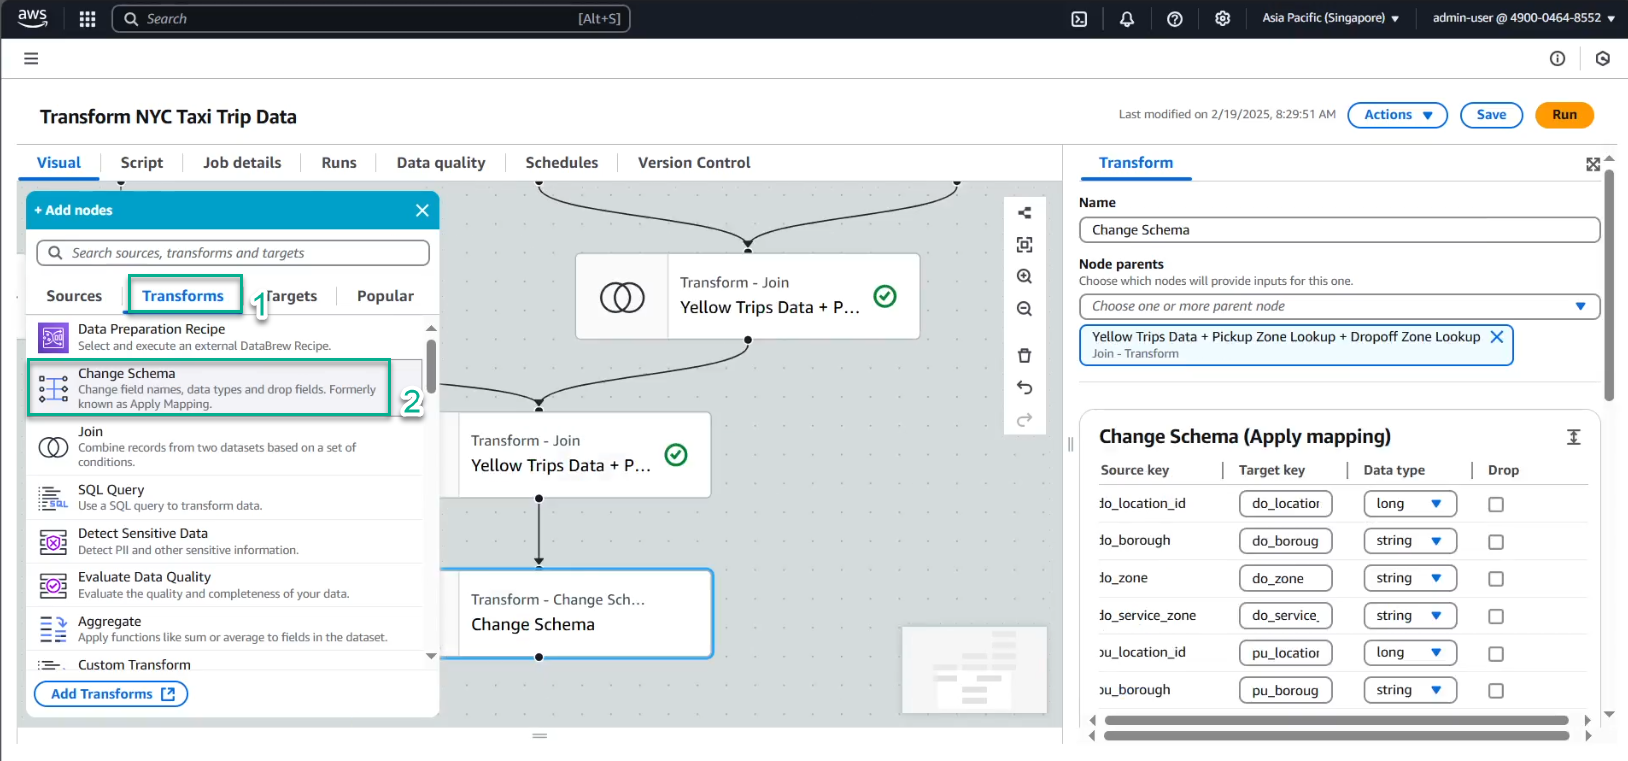 aws
Search
[Alt+S]
Asia Pacific (Singapore)
admin-user @ 4900-0464-8552
Transform NYC Taxi Trip Data
Last modified on 2/19/2025, 8:29:51 AM
Actions
Save
Run
Visual
Script
Job details
Runs
Data quality
Schedules
Version Control
+ Add nodes
Search sources, transforms and targets
Sources
Transforms
1
Targets
Popular
Data Preparation Recipe
Select and execute an external DataBrew Recipe.
Change Schema
Change field names, data types and drop fields. Formerly
known as Apply Mapping.
2
Join
Combine records from two datasets based on a set of
conditions.
SQL Query
Use a SQL query to transform data.
Detect Sensitive Data
Detect PII and other sensitive information.
Evaluate Data Quality
Evaluate the quality and completeness of your data.
Aggregate
Apply functions like sum or average to fields in the dataset.
Custom Transform
Add Transforms
Transform - Join
Yellow Trips Data + P...
Transform - Join
Yellow Trips Data + P...
Transform - Change Sch...
Change Schema
Transform
Name
Change Schema
Node parents
Choose which nodes will provide inputs for this one.
Choose one or more parent node
Yellow Trips Data + Pickup Zone Lookup + Dropoff Zone Lookup
Join - Transform
Change Schema (Apply mapping)
Source key
Target key
Data type
Drop
do_location_id
do_location
long
do_borough
do_boroug
string
do_zone
do_zone
string
do_service_zone
do_service_
string
pu_location_id
pu_location
long
pu_borough
pu_boroug
string